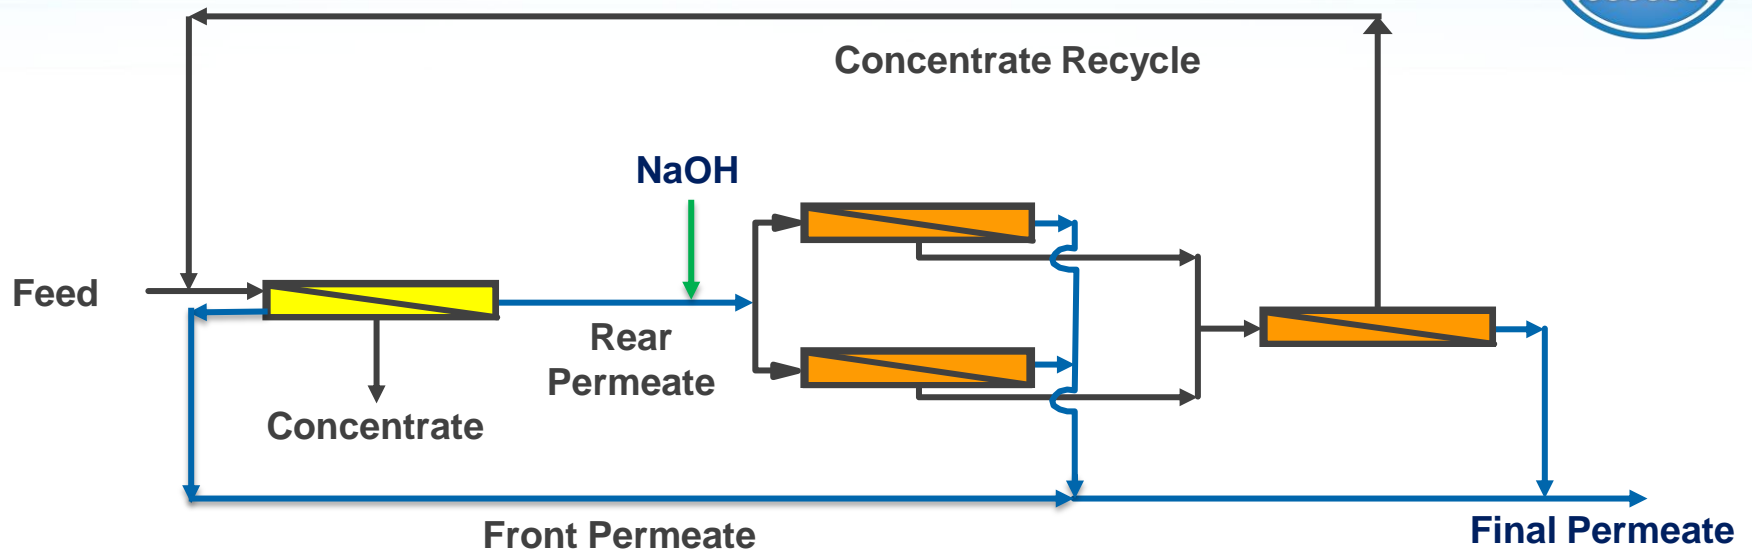 Concentrate Recycle
NaOH
Feed
Rear
Permeate
Concentrate
Front Permeate
Final Permeate